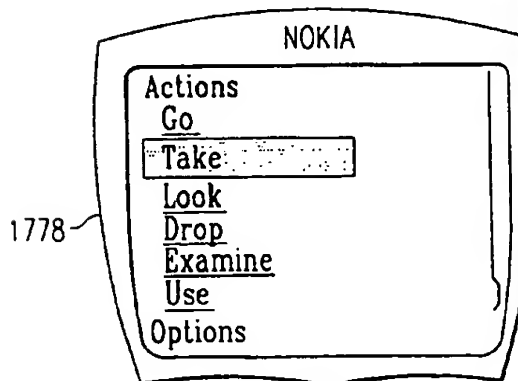 NOKIA
Actions
Go
Take
Look
Drop
1778
Examine
Use
Options